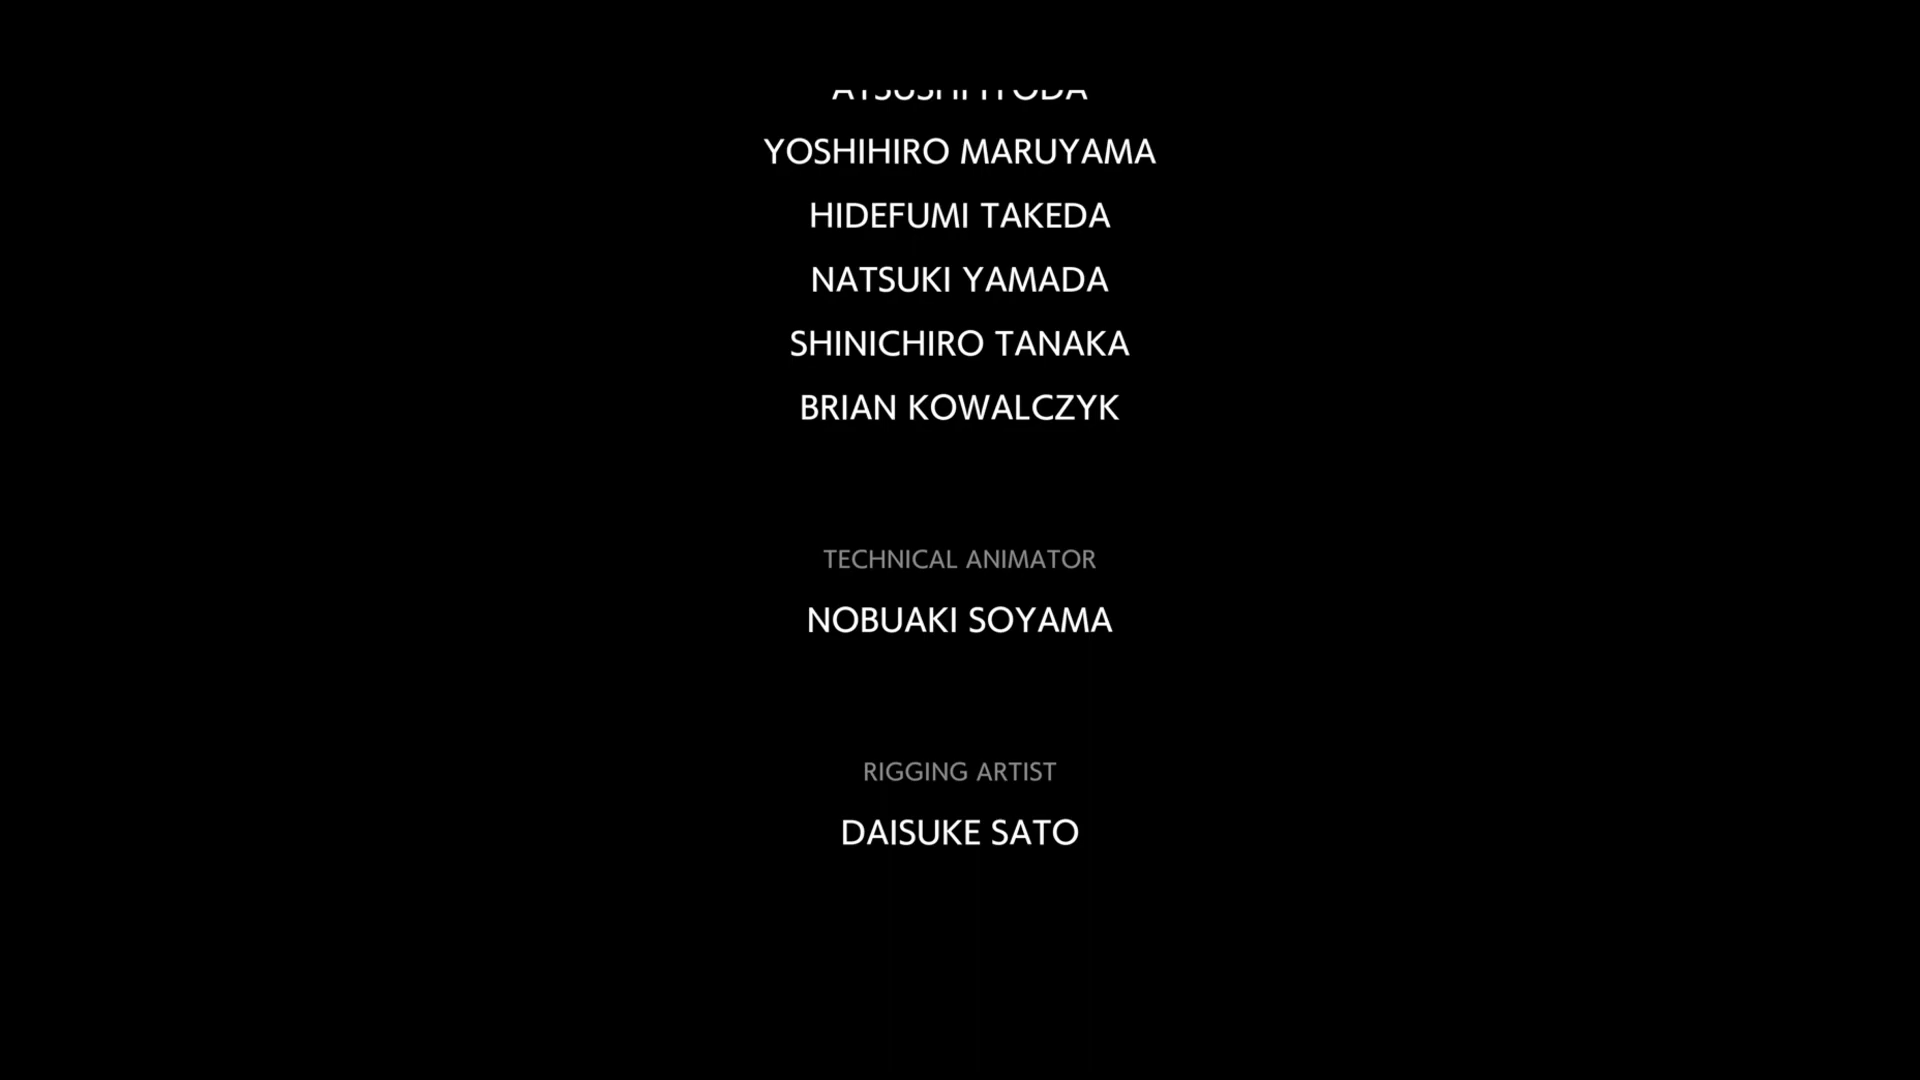 YOSHIHIRO MARUYAMA
HIDEFUMI TAKEDA
NATSUKI YAMADA
SHINICHIRO TANAKA
BRIAN KOWALCZYK
TECHNICAL ANIMATOR
NOBUAKI SOYAMA
RIGGING ARTIST
DAISUKE SATO